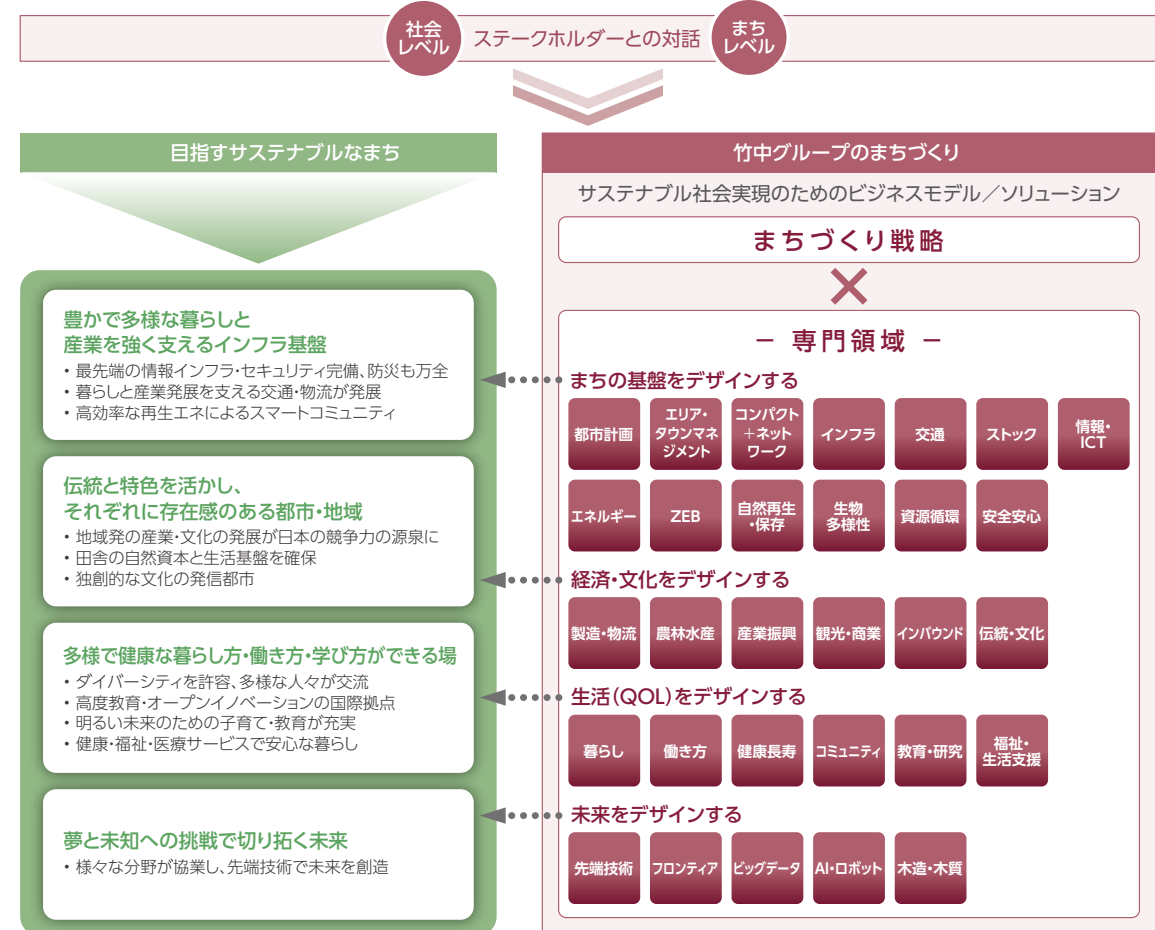 社会
レベル
ステークホルダーとの対話
まち
レベル
目指すサステナブルなまち
豊かで多様な暮らしと
産業を強く支えるインフラ基盤
・最先端の情報インフラ・セキュリティ完備、防災も万全
・暮らしと産業発展を支える交通・物流が発展
・高効率な再生エネによるスマートコミュニティ
伝統と特色を活かし、
それぞれに存在感のある都市・地域
・地域発の産業・文化の発展が日本の競争力の源泉に
・田舎の自然資本と生活基盤を確保
・独創的な文化の発信都市
多様で健康な暮らし方・働き方・学び方ができる場
・ダイバーシティを許容、多様な人々が交流
・高度教育・オープンイノベーションの国際拠点
・明るい未来のための子育て・教育が充実
・健康・福祉・医療サービスで安心な暮らし
夢と未知への挑戦で切り拓く未来
・様々な分野が協業し、先端技術で未来を創造
竹中グループのまちづくり
サステナブル社会実現のためのビジネスモデル／ソリューション
まちづくり戦略
×
− 専門領域 −
まちの基盤をデザインする
都市計画
エリア・
タウンマネ
ジメント
コンパクト
＋ネット
ワーク
インフラ
交通
ストック
情報・
ICT
エネルギー
ZEB
自然再生
・保存
生物
多様性
資源循環
安全安心
経済・文化をデザインする
製造・物流
農林水産
産業振興
観光・商業
インバウンド
伝統・文化
生活（QOL）をデザインする
暮らし
働き方
健康長寿
コミュニティ
教育・研究
福祉・
生活支援
未来をデザインする
先端技術
フロンティア
ビッグデータ
AI・ロボット
木造・木質